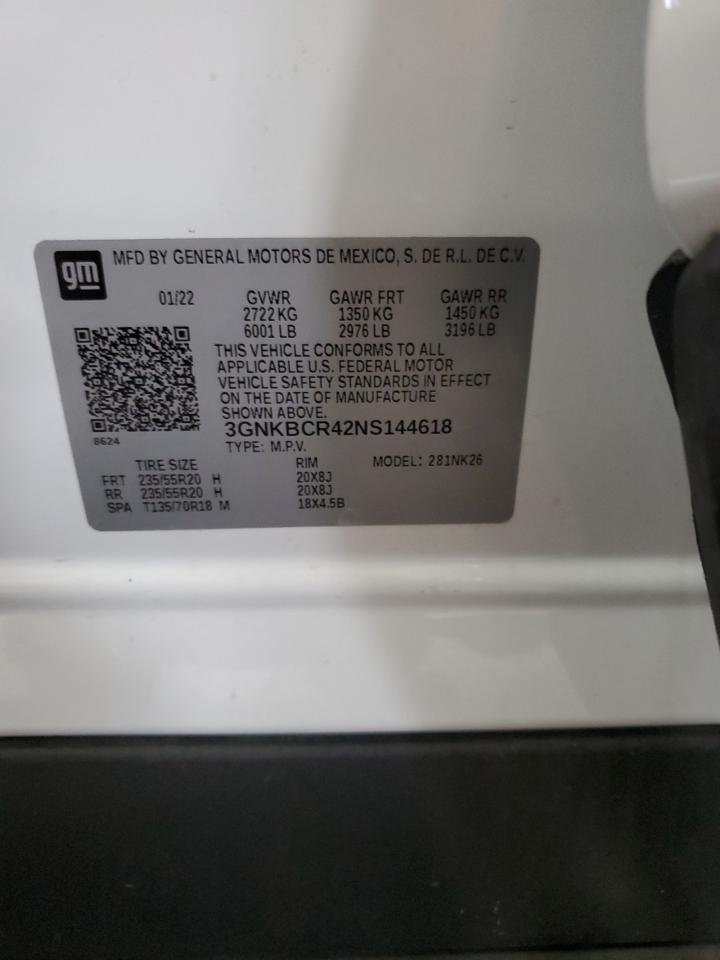 gm
MFD BY GENERAL MOTORS DE MEXICO, S. DE R.L. DE C.V.
01/22 GVWR GAWR FRT GAWR RR
2722 KG 1350 KG 1450 KG
6001 LB 2976 LB 3196 LB
THIS VEHICLE CONFORMS TO ALL
APPLICABLE U.S. FEDERAL MOTOR
VEHICLE SAFETY STANDARDS IN EFFECT
ON THE DATE OF MANUFACTURE
SHOWN ABOVE.
8624
3GNKBCR42NS144618
TYPE: M.P.V.
TIRE SIZE RIM MODEL: 281NK26
FRT 235/55R20 H 20X8J
RR 235/55R20 H 20X8J
SPA T135/70R18 M 18X4.5B